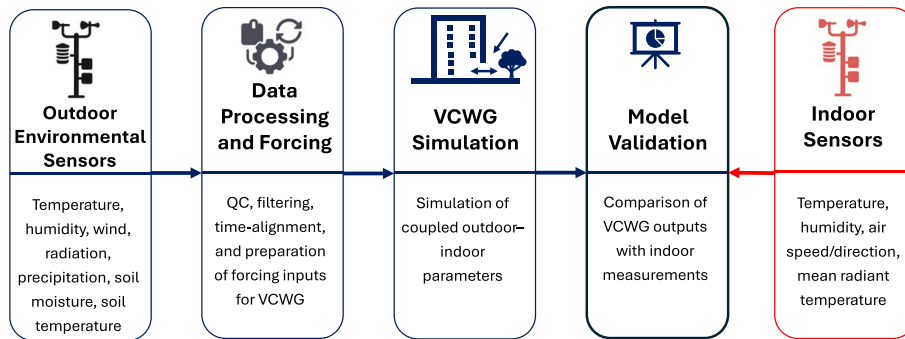 Outdoor
Environmental
Sensors
Temperature,
humidity, wind,
radiation,
precipitation, soil
moisture, soil
temperature
Data
Processing
and Forcing
QC, filtering,
time-alignment,
and preparation
of forcing inputs
for VCWG
VCWG
Simulation
Simulation of
coupled outdoor–
indoor
parameters
Model
Validation
Comparison of
VCWG outputs
with indoor
measurements
Indoor
Sensors
Temperature,
humidity, air
speed/direction,
mean radiant
temperature